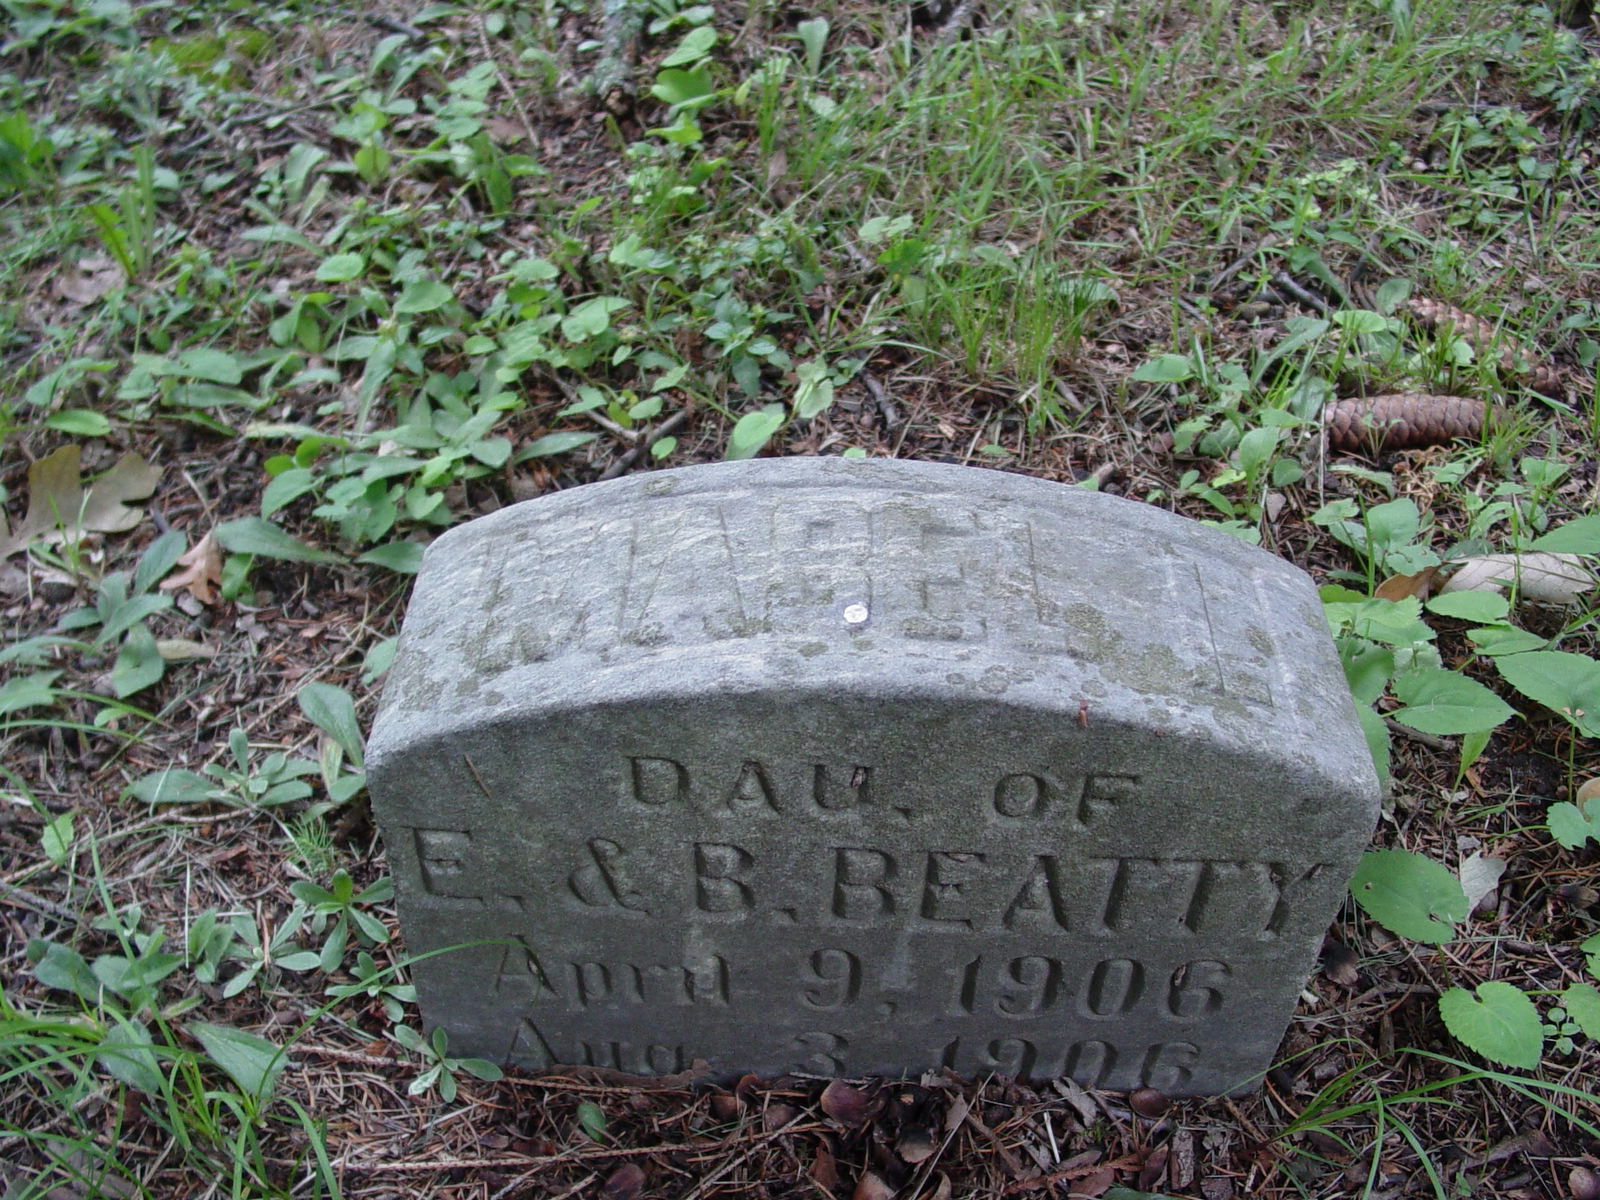 MABEL
DAU. OF
E. & B. BEATTY
April 9, 1906
Aug. 3, 1906